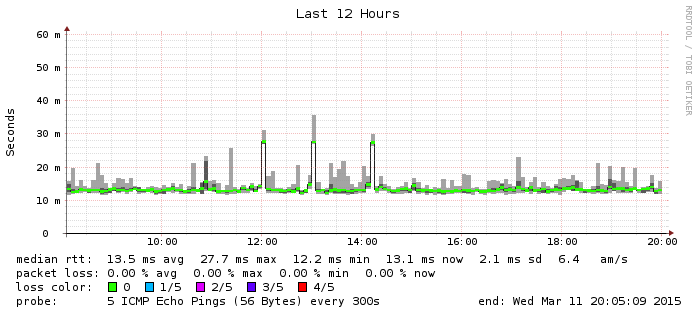 Last 12 Hours
RRDTOOL / TOBI OETIKER
Seconds
60 m
50 m
40 m
30 m
20 m
10 m
0
10:00 12:00 14:00 16:00 18:00 20:00
median rtt: 13.5 ms avg 27.7 ms max 12.2 ms min 13.1 ms now 2.1 ms sd 6.4 am/s
packet loss: 0.00 % avg 0.00 % max 0.00 % min 0.00 % now
loss color: 0 1/5 2/5 3/5 4/5
probe: 5 ICMP Echo Pings (56 Bytes) every 300s end: Wed Mar 11 20:05:09 2015